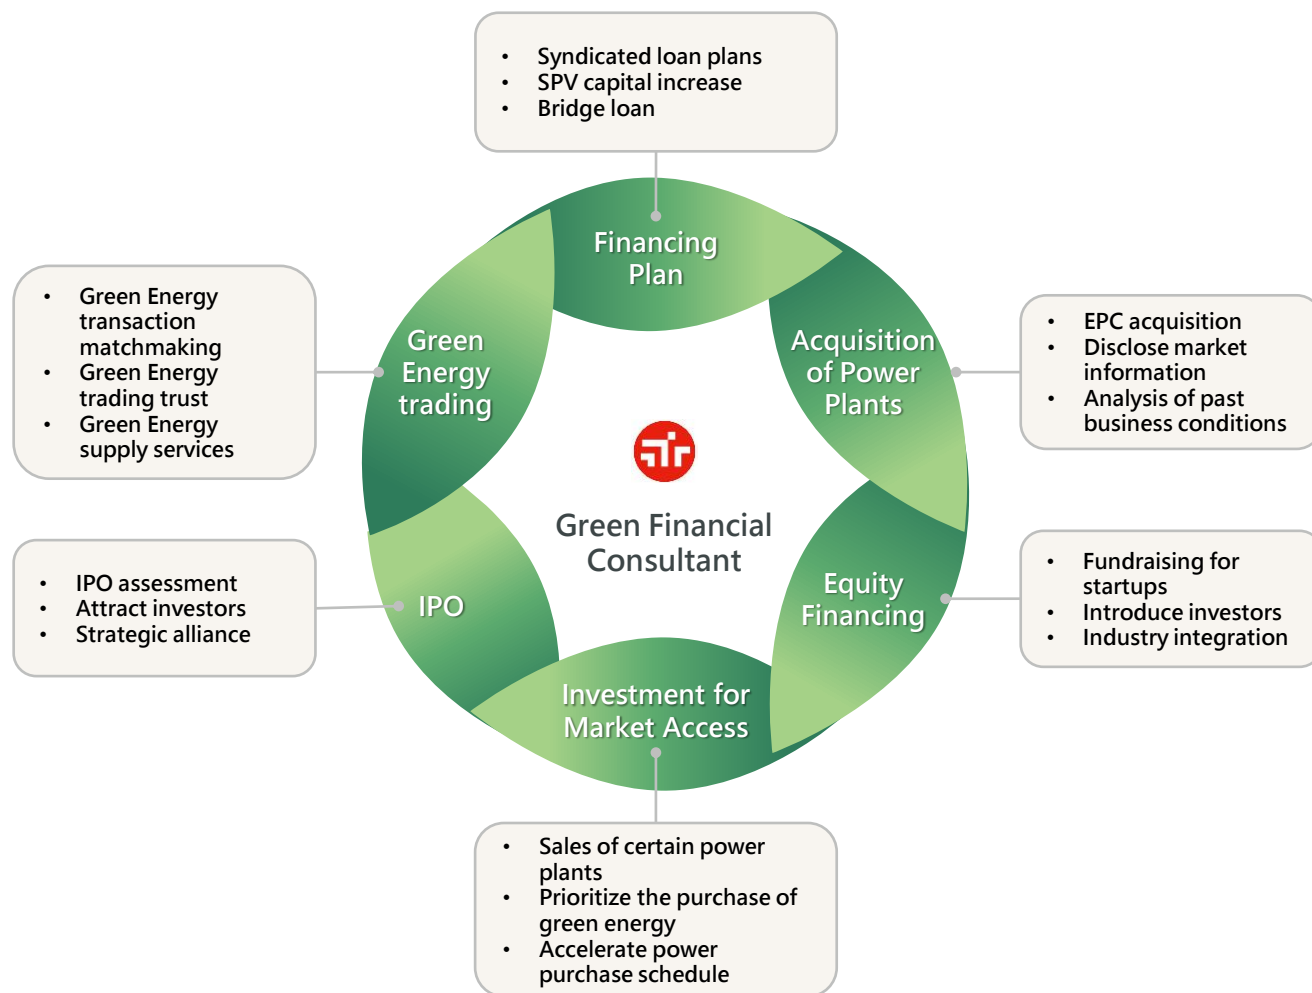 • Syndicated loan plans
• SPV capital increase
• Bridge loan
Financing
Plan
• Green Energy
transaction
matchmaking
• Green Energy
trading trust
• Green Energy
supply services
Green
Energy
trading
Acquisition
of Power
Plants
• EPC acquisition
• Disclose market
information
• Analysis of past
business conditions
Green Financial
Consultant
• IPO assessment
• Attract investors
• Strategic alliance
IPO
Equity
Financing
• Fundraising for
startups
• Introduce investors
• Industry integration
Investment for
Market Access
• Sales of certain power
plants
• Prioritize the purchase of
green energy
• Accelerate power
purchase schedule